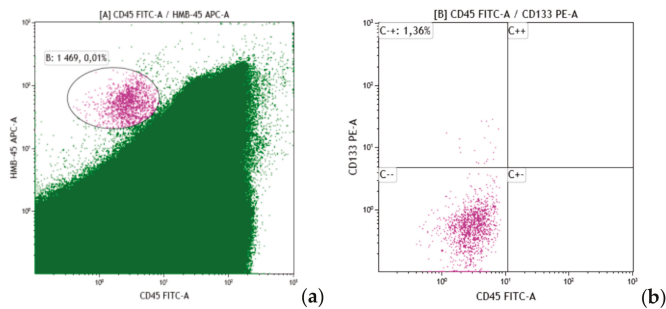 [A] CD45 FITC-A / HMB-45 APC-A
B: 1 469, 0,01%
HMB-45 APC-A
10³
10²
10¹
10⁰
10⁰ 10¹ 10² 10³
CD45 FITC-A
(a)
[B] CD45 FITC-A / CD133 PE-A
C-+: 1,36%
C++
C--
C+-
CD133 PE-A
10³
10²
10¹
10⁰
10⁰ 10¹ 10² 10³
CD45 FITC-A
(b)